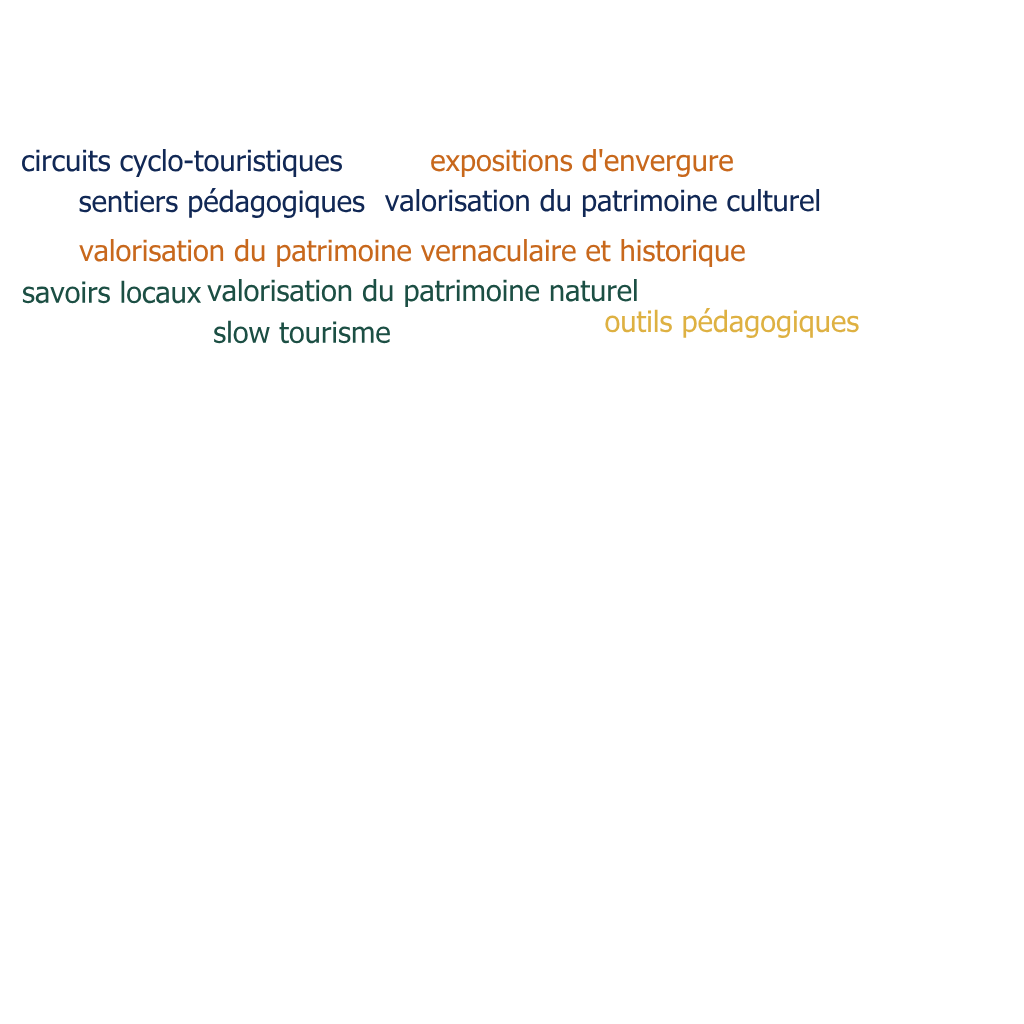 circuits cyclo-touristiques expositions d'envergure
sentiers pédagogiques valorisation du patrimoine culturel
valorisation du patrimoine vernaculaire et historique
savoirs locaux valorisation du patrimoine naturel
outils pédagogiques
slow tourisme